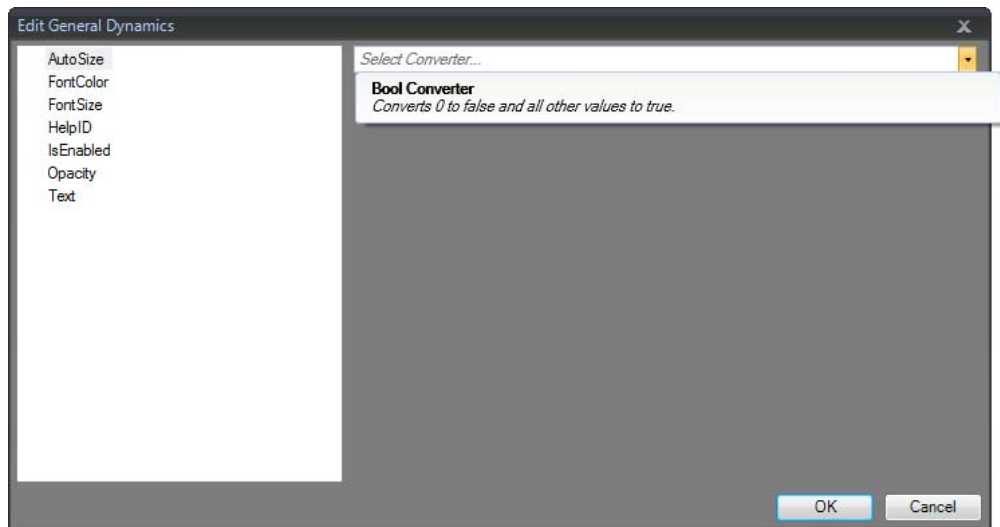 Edit General Dynamics
x
AutoSize
FontColor
FontSize
HelpID
IsEnabled
Opacity
Text
Select Converter...
Bool Converter
Converts 0 to false and all other values to true.
OK
Cancel